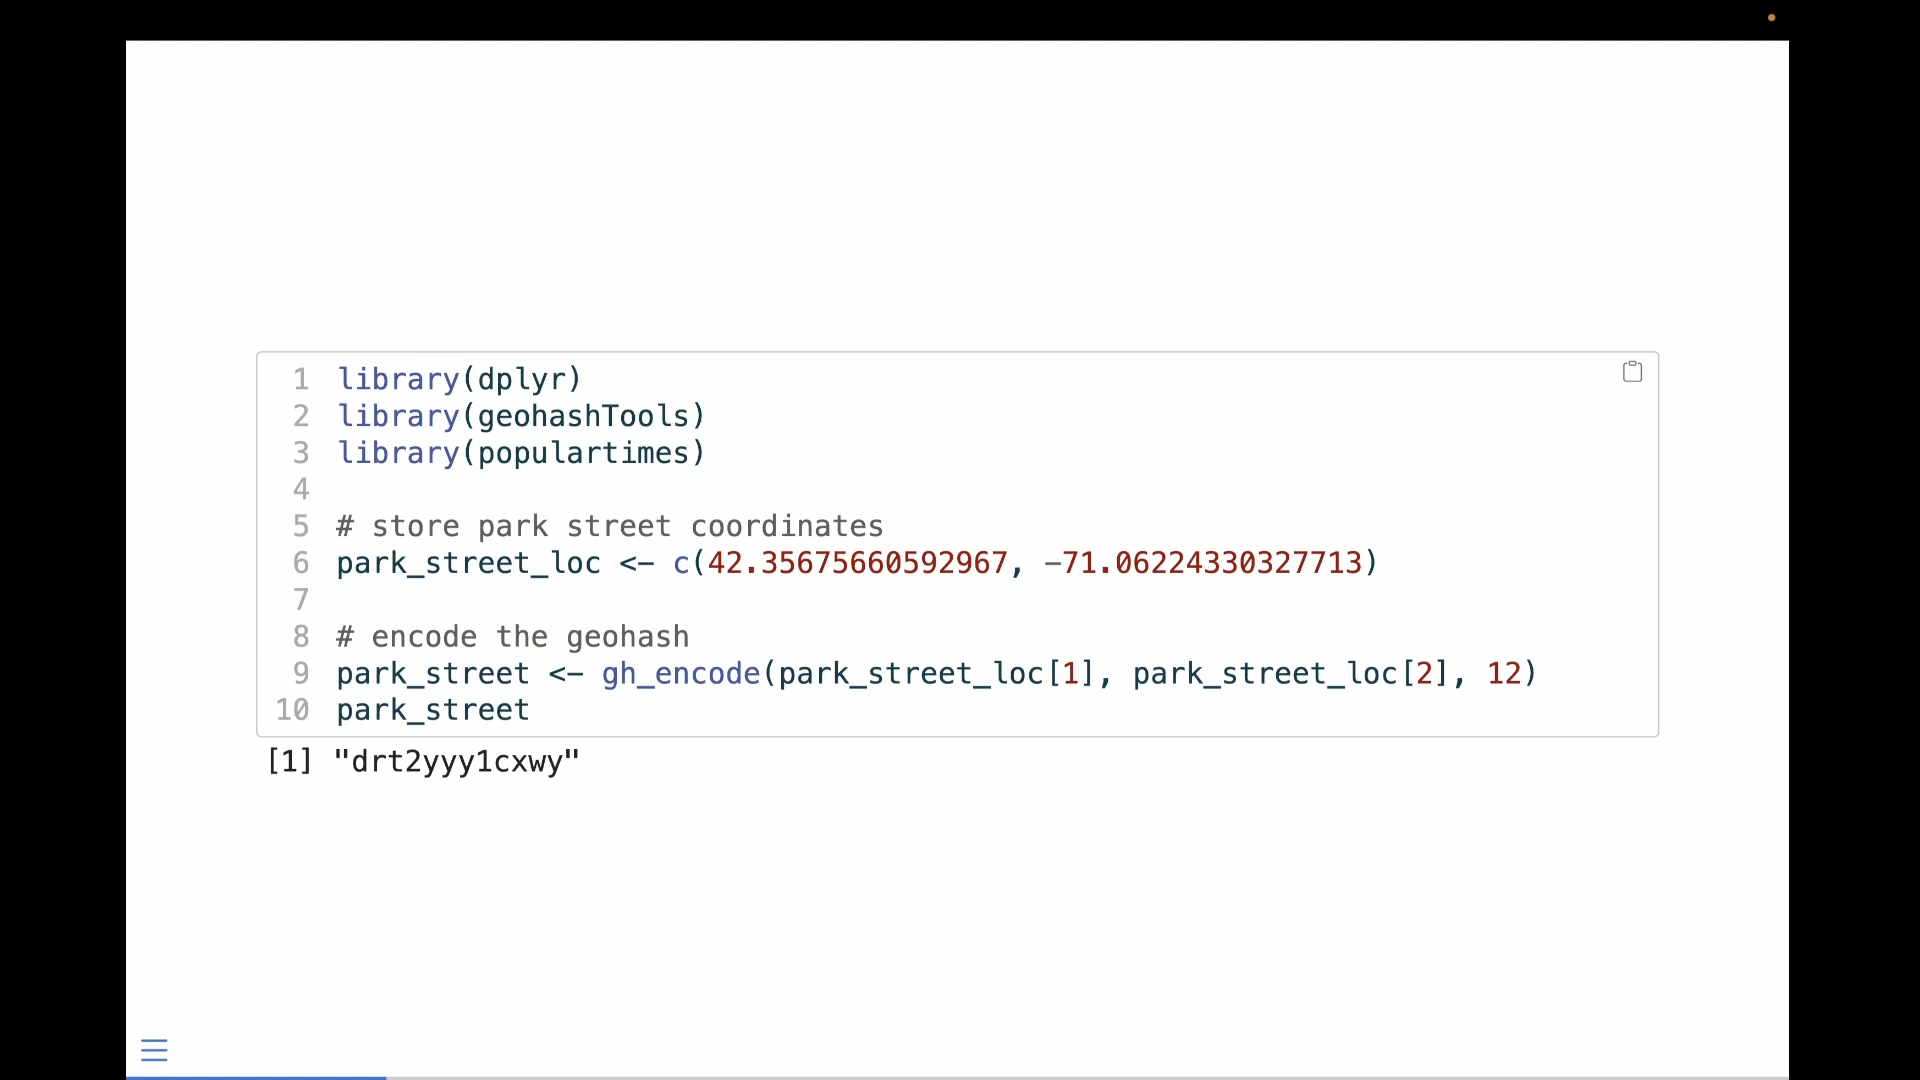 1 library(dplyr)
2 library(geohashTools)
3 library(populartimes)
4
5 # store park street coordinates
6 park_street_loc <- c(42.35675660592967, -71.06224330327713)
7
8 # encode the geohash
9 park_street <- gh_encode(park_street_loc[1], park_street_loc[2], 12)
10 park_street
[1] "drt2yyy1cxwy"